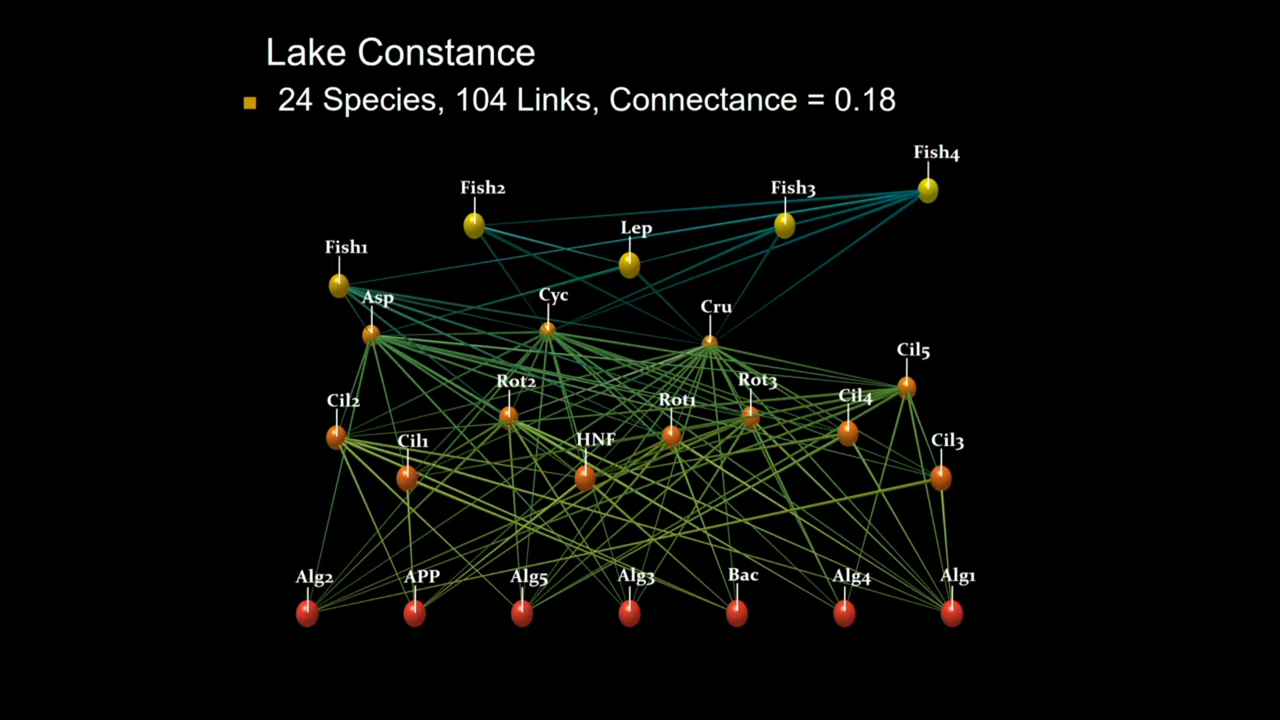 Lake Constance
24 Species, 104 Links, Connectance = 0.18
Fish4
Fish2
Fish3
Lep
Fish1
Asp
Cyc
Cru
Cil5
Rot2
Rot3
Cil2
Rot1
Cil4
Cil1
HNF
Cil3
Alg2
APP
Alg5
Alg3
Bac
Alg4
Alg1